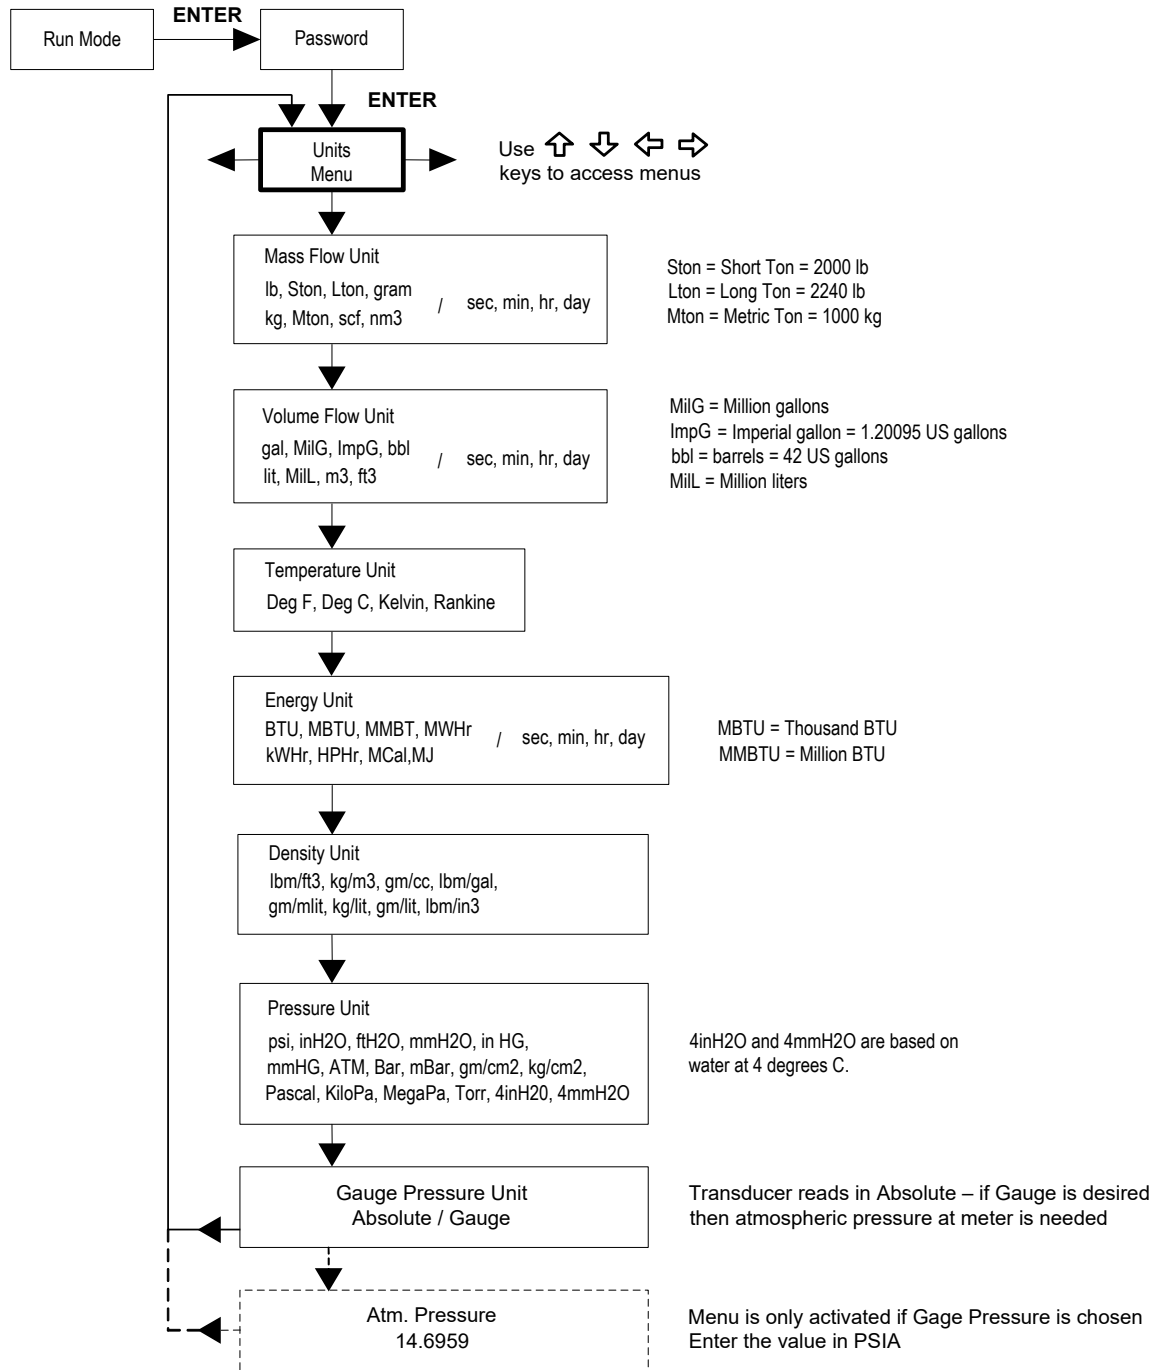 ENTER
Run Mode
Password
ENTER
Units
Menu
Use
keys to access menus
Mass Flow Unit
lb, Ston, Lton, gram
kg, Mton, scf, nm3
/
sec, min, hr, day
Ston = Short Ton = 2000 lb
Lton = Long Ton = 2240 lb
Mton = Metric Ton = 1000 kg
Volume Flow Unit
gal, MilG, ImpG, bbl
lit, MilL, m3, ft3
/
sec, min, hr, day
MilG = Million gallons
ImpG = Imperial gallon = 1.20095 US gallons
bbl = barrels = 42 US gallons
MilL = Million liters
Temperature Unit
Deg F, Deg C, Kelvin, Rankine
Energy Unit
BTU, MBTU, MMBT, MWHr
kWHr, HPHr, MCal,MJ
/
sec, min, hr, day
MBTU = Thousand BTU
MMBTU = Million BTU
Density Unit
lbm/ft3, kg/m3, gm/cc, lbm/gal,
gm/mlit, kg/lit, gm/lit, lbm/in3
Pressure Unit
psi, inH2O, ftH2O, mmH2O, in HG,
mmHG, ATM, Bar, mBar, gm/cm2, kg/cm2,
Pascal, KiloPa, MegaPa, Torr, 4inH20, 4mmH2O
4inH2O and 4mmH2O are based on
water at 4 degrees C.
Gauge Pressure Unit
Absolute / Gauge
Transducer reads in Absolute – if Gauge is desired
then atmospheric pressure at meter is needed
Atm. Pressure
14.6959
Menu is only activated if Gage Pressure is chosen
Enter the value in PSIA